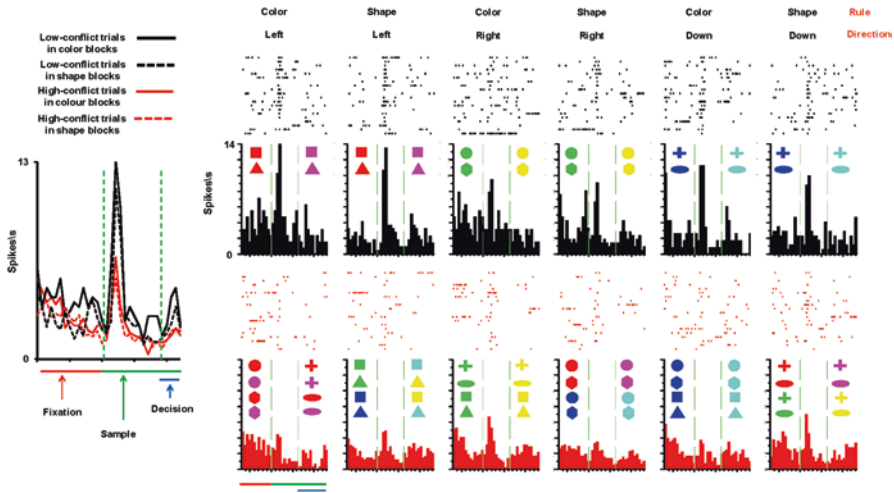 Color Shape Color Shape Color Shape Rule
Left Left Right Right Down Down Direction
Low-conflict trials
in color blocks
Low-conflict trials
in shape blocks
High-conflict trials
in colour blocks
High-conflict trials
in shape blocks
13
Spikes\s
0
Fixation
Sample
Decision
14
Spikes\s
0